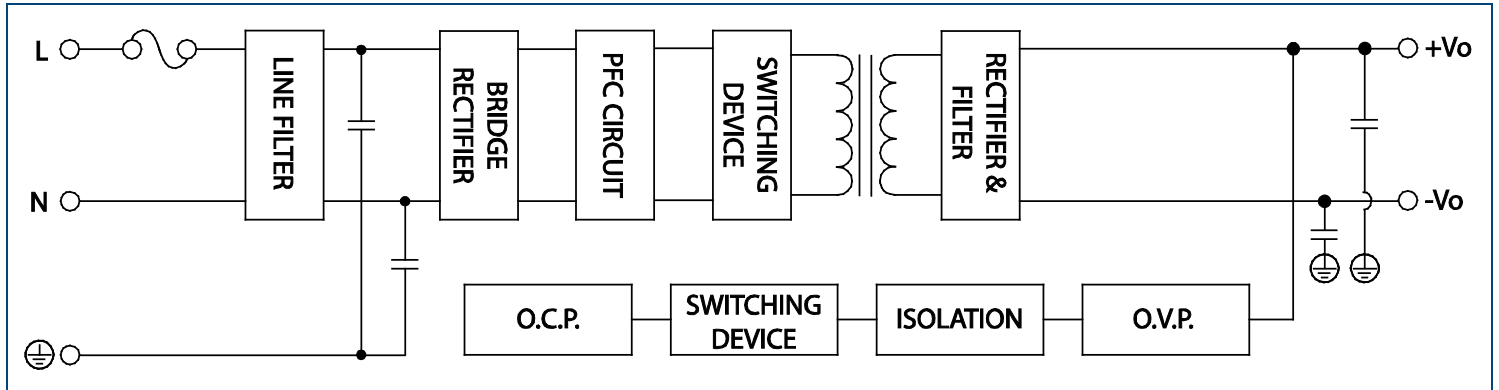 L
LINE FILTER
BRIDGE
RECTIFIER
PFC CIRCUIT
SWITCHING
DEVICE
RECTIFIER &
FILTER
+Vo
N
-Vo
O.C.P.
SWITCHING
DEVICE
ISOLATION
O.V.P.